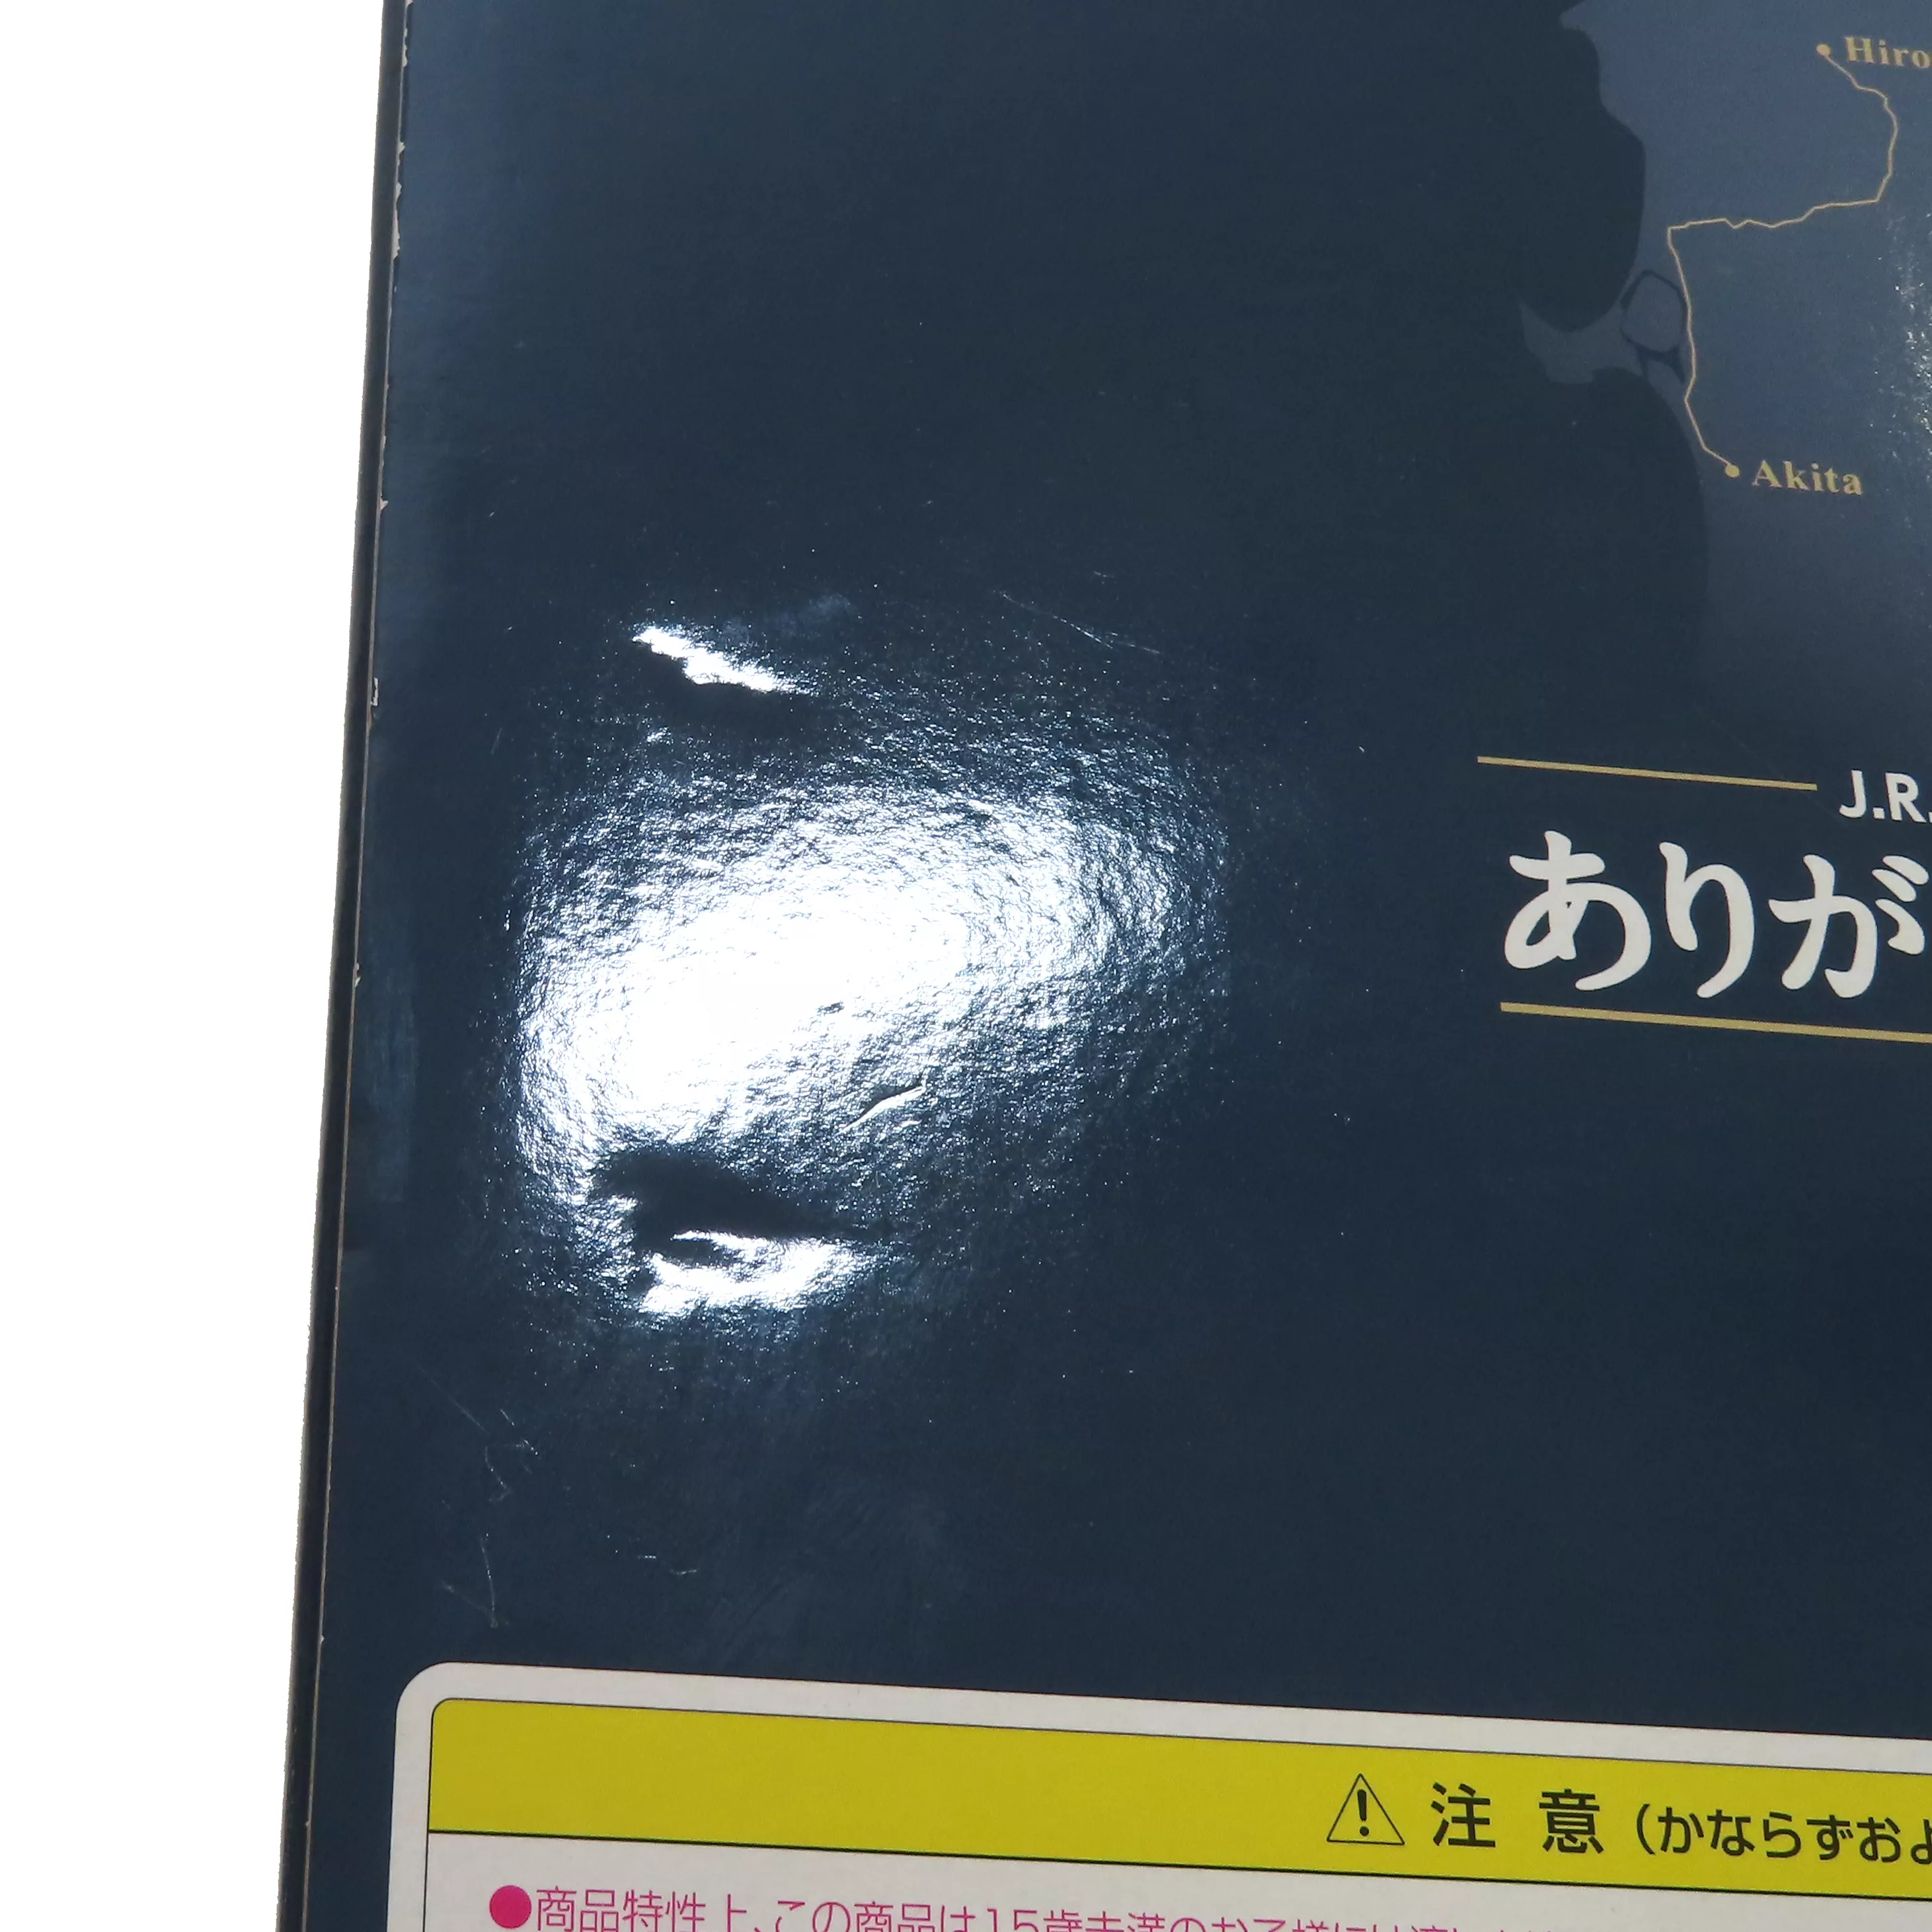 Hiro
Akita
J.R.
ありが
注意(かならずおよ
●商品特性上、この商品は15歳未満のお子様には適